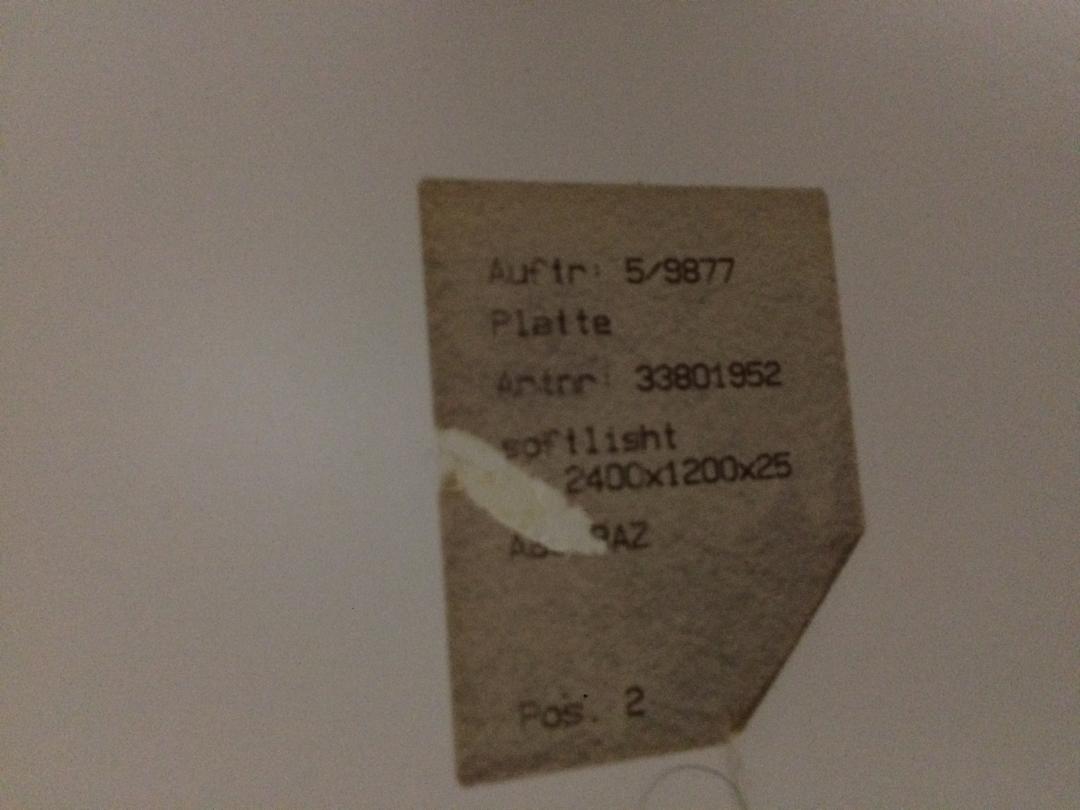 Auftr: 5/9877
Platte
Artnr: 33801952
softlight
2400x1200x25
Pos. 2